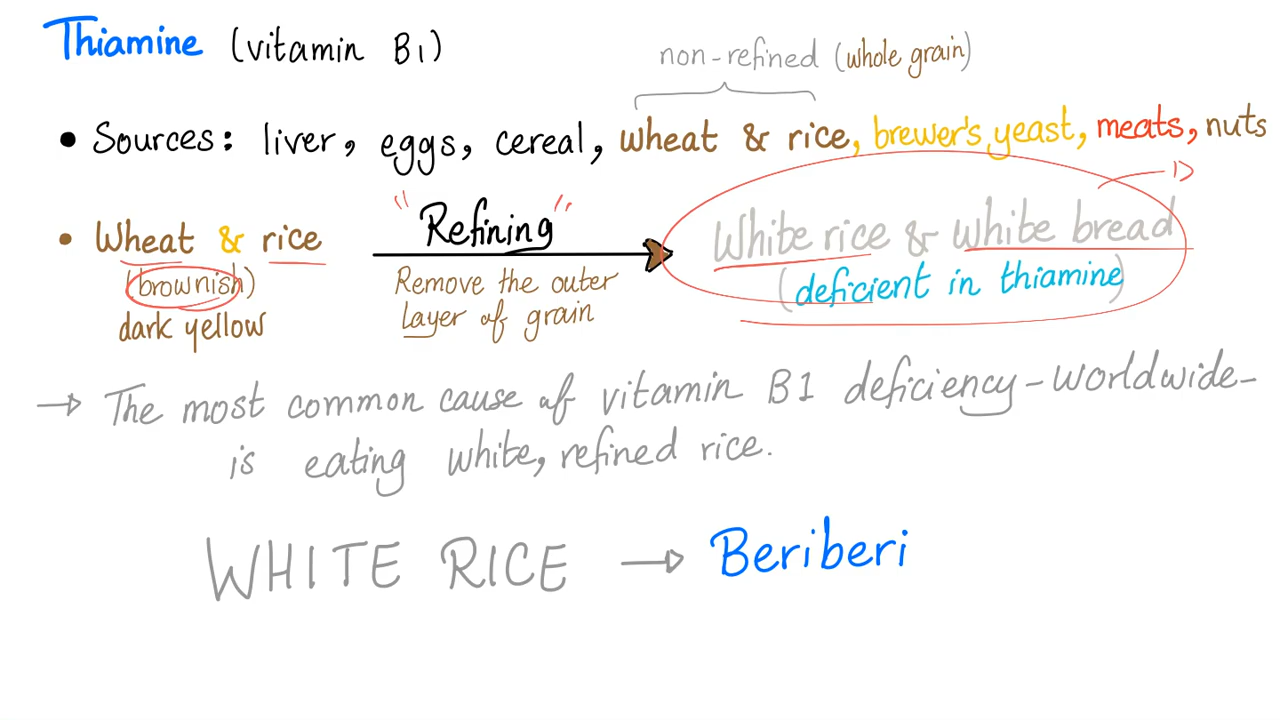 Thiamine (vitamin B1)
non-refined (whole grain)
• Sources: liver, eggs, cereal, wheat & rice, brewer's yeast, meats, nuts
• Wheat & rice "Refining" White rice & white bread
(brownish) Remove the outer (deficient in thiamine)
dark yellow layer of grain
→ The most common cause of vitamin B1 deficiency-worldwide-
is eating white, refined rice.
WHITE RICE → Beriberi